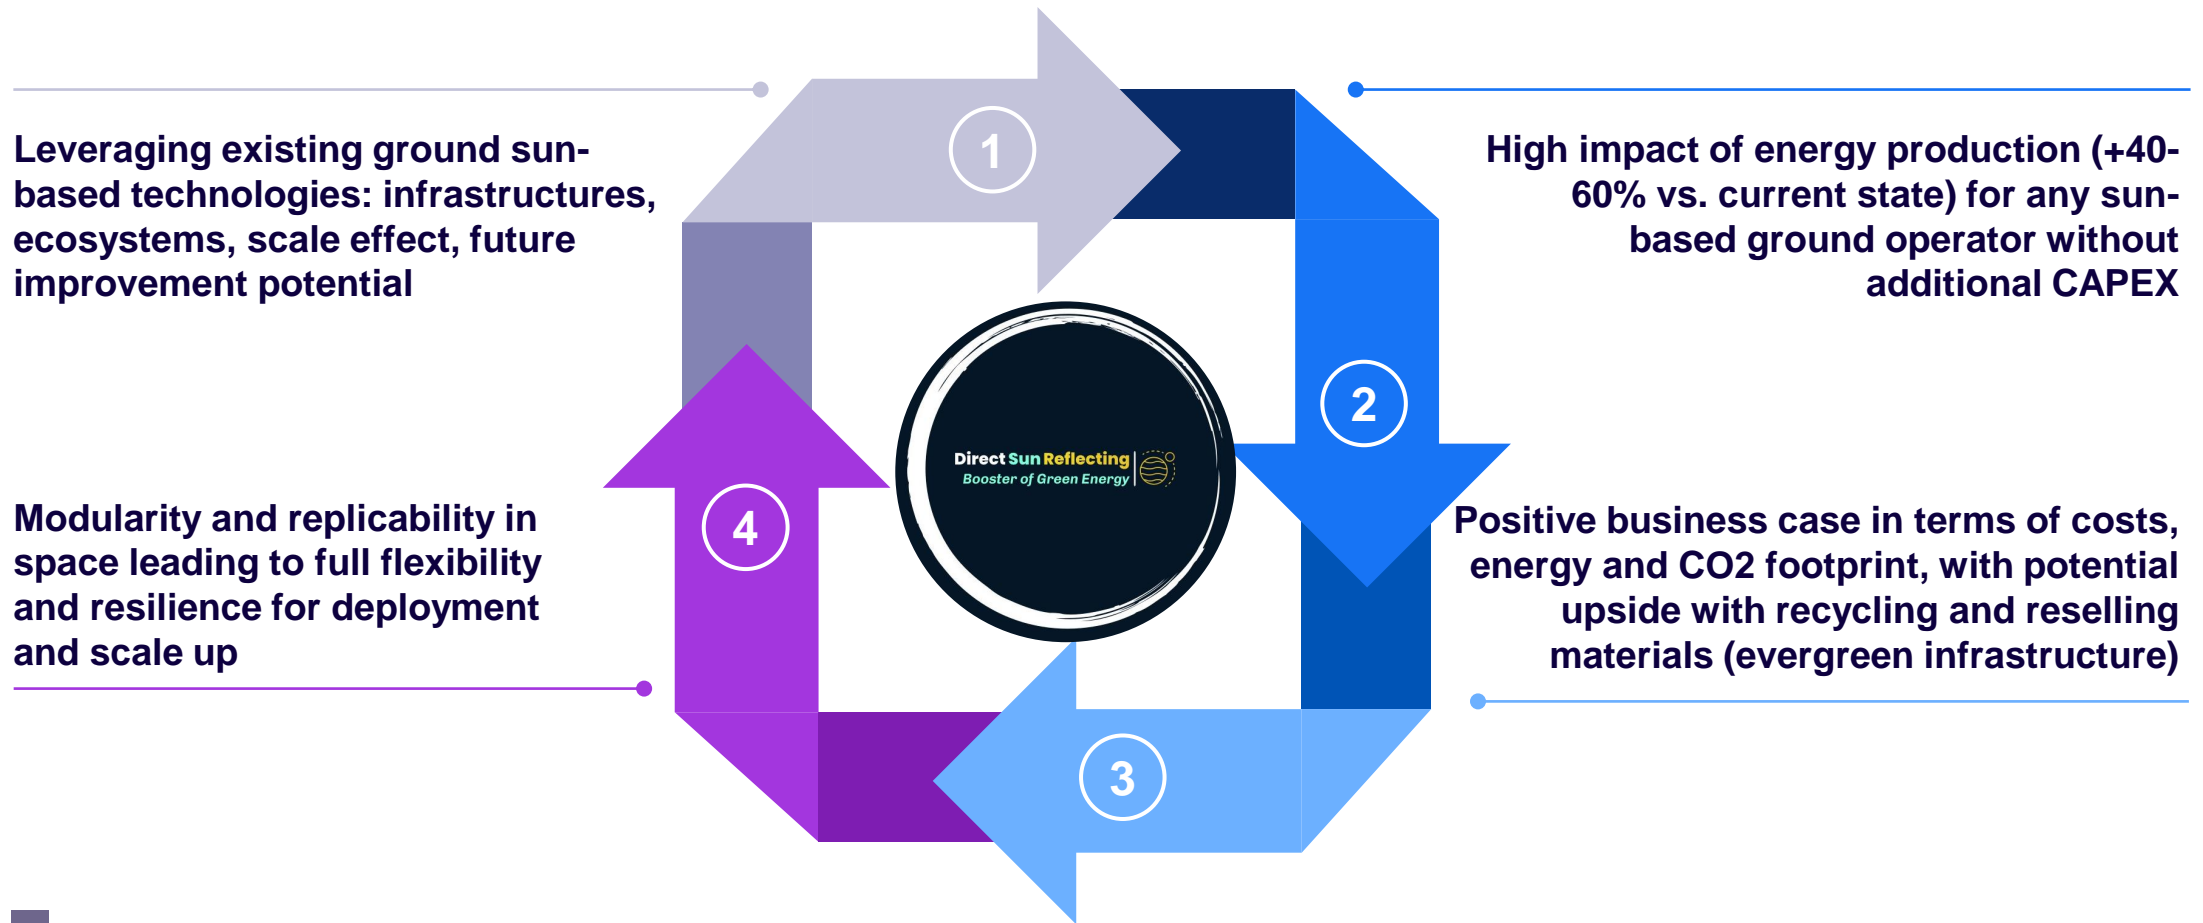 Leveraging existing ground sun-
based technologies: infrastructures,
ecosystems, scale effect, future
improvement potential
1
High impact of energy production (+40-
60% vs. current state) for any sun-
based ground operator without
additional CAPEX
2
Direct Sun Reflecting
Booster of Green Energy
Modularity and replicability in
space leading to full flexibility
and resilience for deployment
and scale up
4
Positive business case in terms of costs,
energy and CO2 footprint, with potential
upside with recycling and reselling
materials (evergreen infrastructure)
3